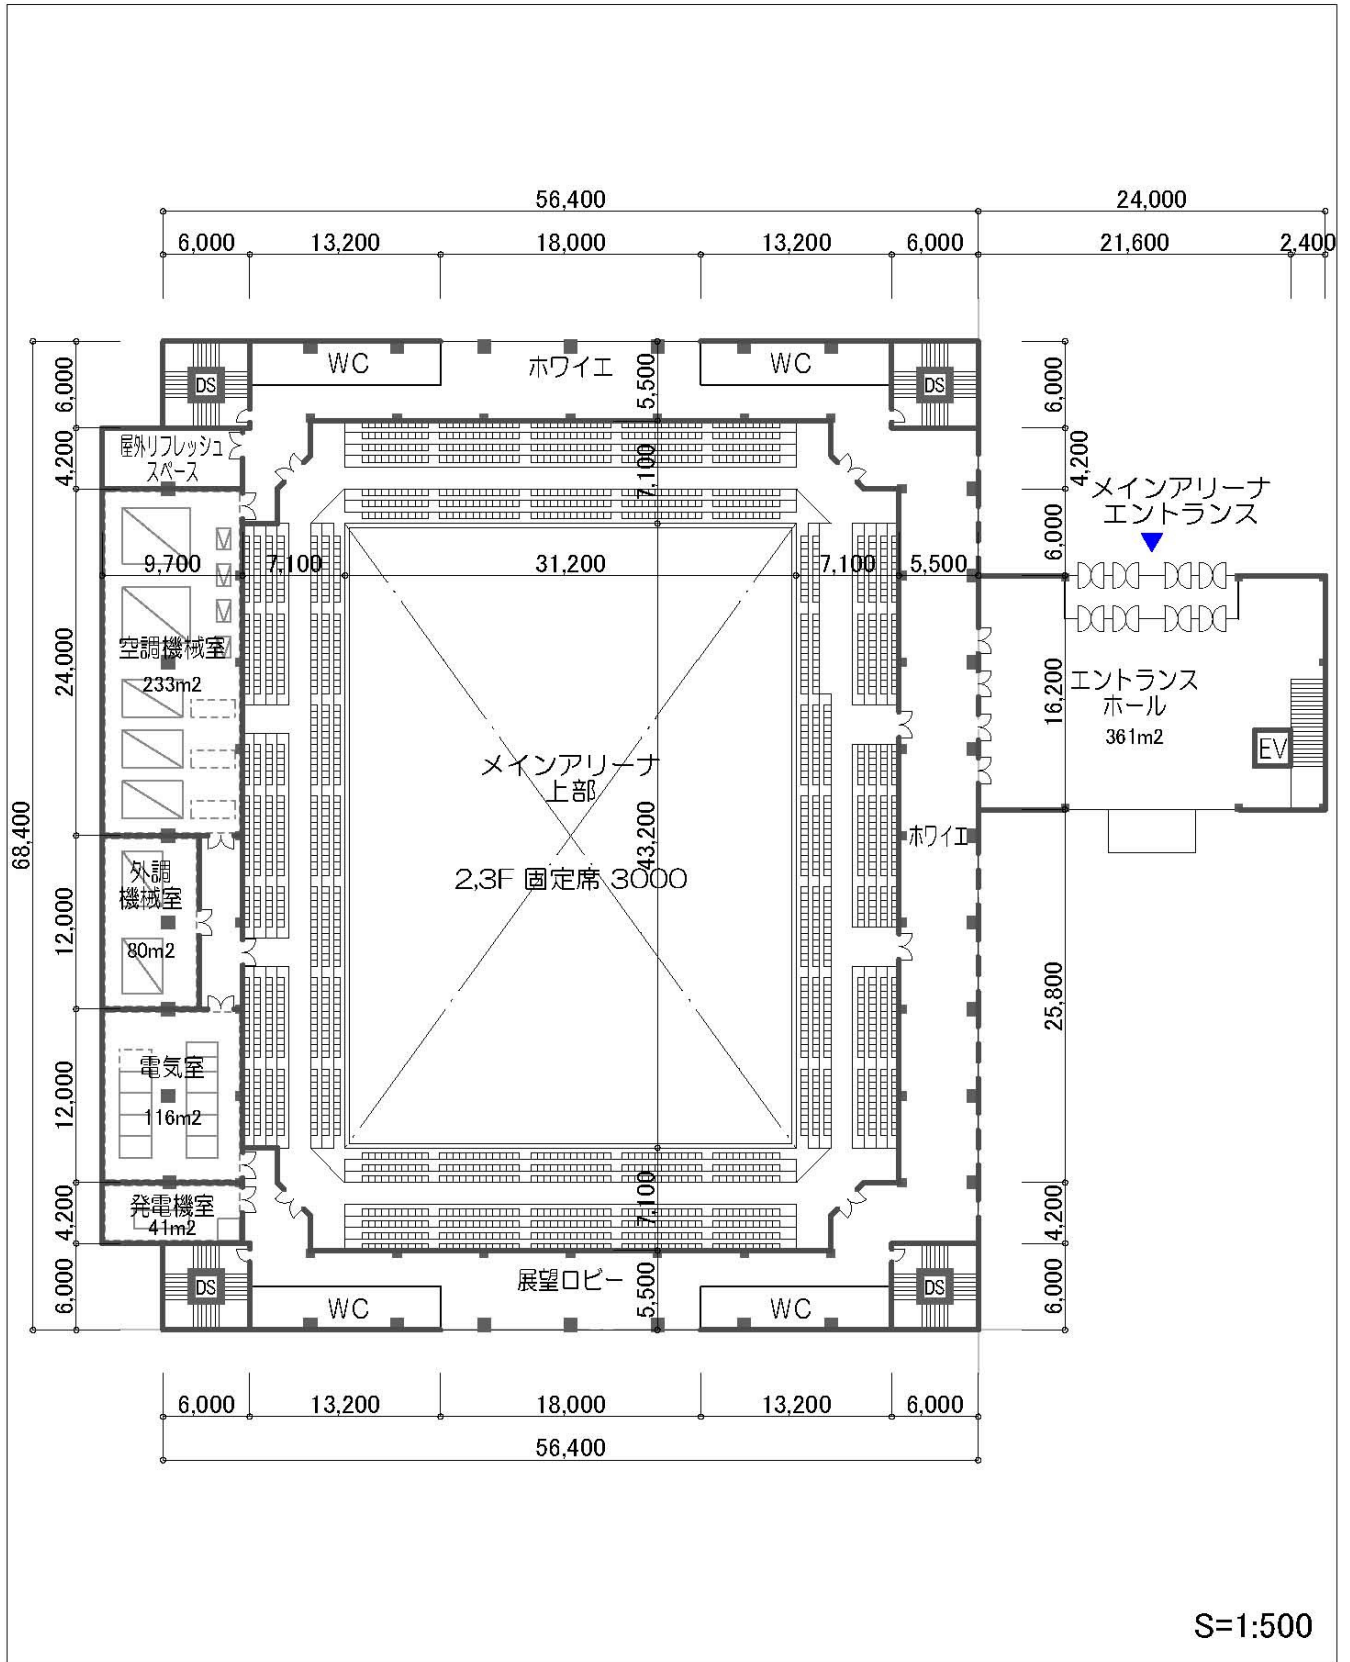 56,400
24,000
6,000
13,200
18,000
13,200
6,000
21,600
2,400
WC
ホワイエ
WC
DS
DS
6,000
5,500
6,000
4,200
屋外リフレッシュ
スペース
7,100
4,200
メインアリーナ
エントランス
6,000
9,700
7,100
31,200
7,100
5,500
空調機械室
233m2
24,000
16,200
エントランス
ホール
361m2
EV
メインアリーナ
上部
68,400
43,200
ホワイエ
外調
機械室
80m2
2,3F 固定席 3000
12,000
25,800
電気室
116m2
12,000
発電機室
41m2
4,200
7,100
4,200
展望ロビー
DS
DS
WC
WC
6,000
5,500
6,000
6,000
13,200
18,000
13,200
6,000
56,400
S=1:500